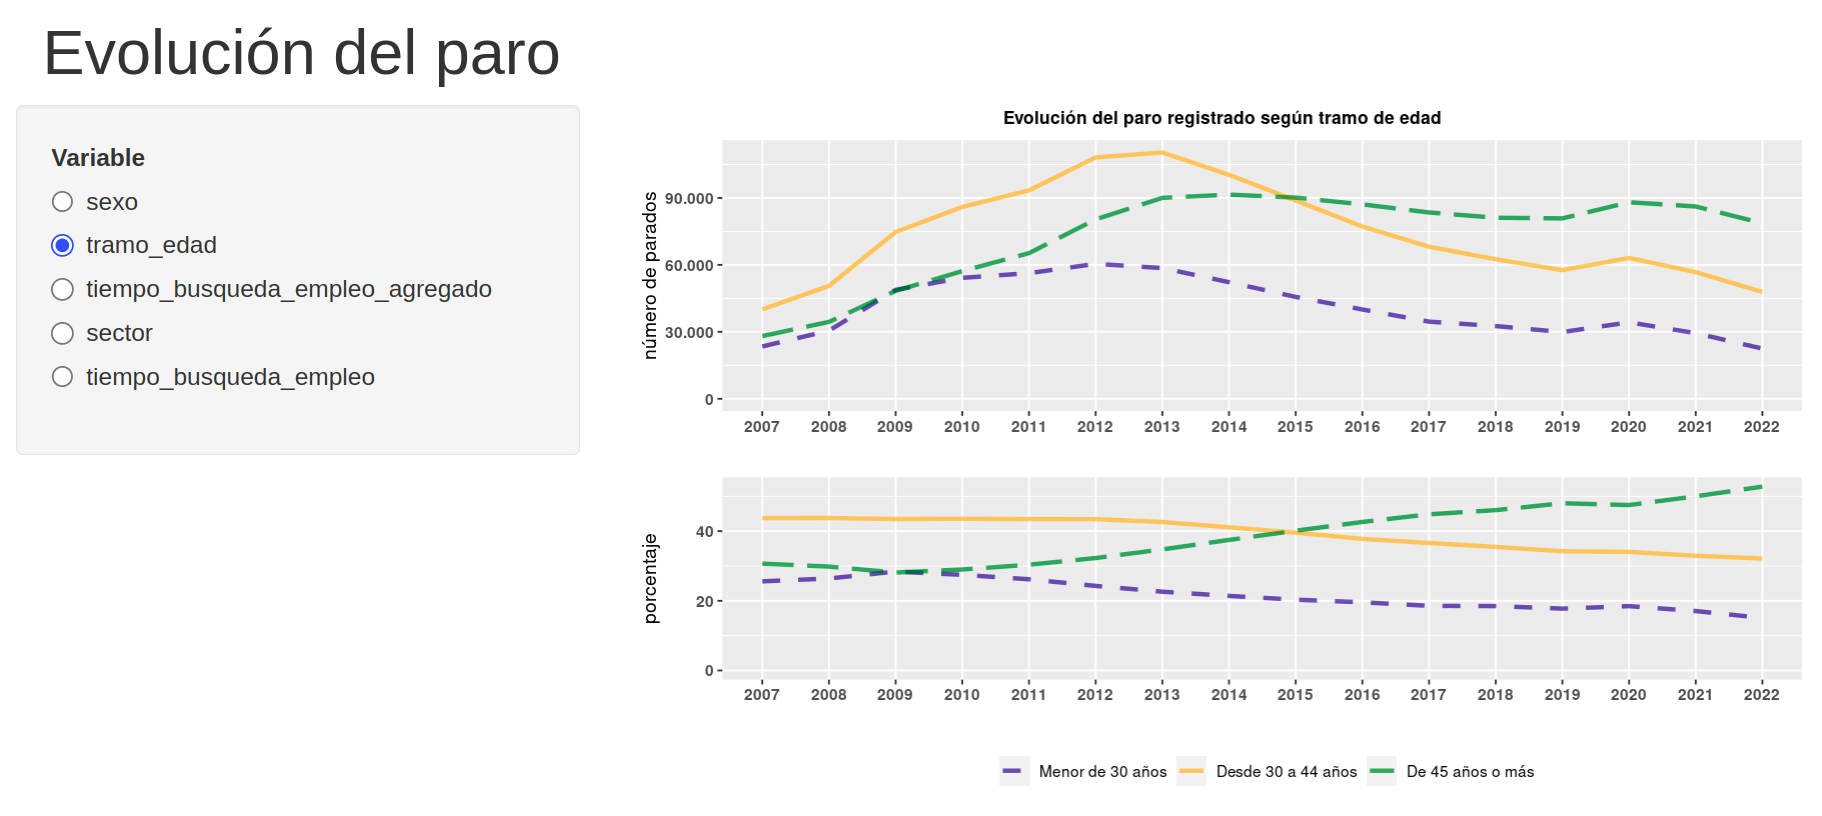 Evolución del paro
Variable
sexo
tramo_edad
tiempo_busqueda_empleo_agregado
sector
tiempo_busqueda_empleo
Evolución del paro registrado según tramo de edad
número de parados
90.000
60.000
30.000
0
2007 2008 2009 2010 2011 2012 2013 2014 2015 2016 2017 2018 2019 2020 2021 2022
porcentaje
40
20
0
2007 2008 2009 2010 2011 2012 2013 2014 2015 2016 2017 2018 2019 2020 2021 2022
Menor de 30 años Desde 30 a 44 años De 45 años o más